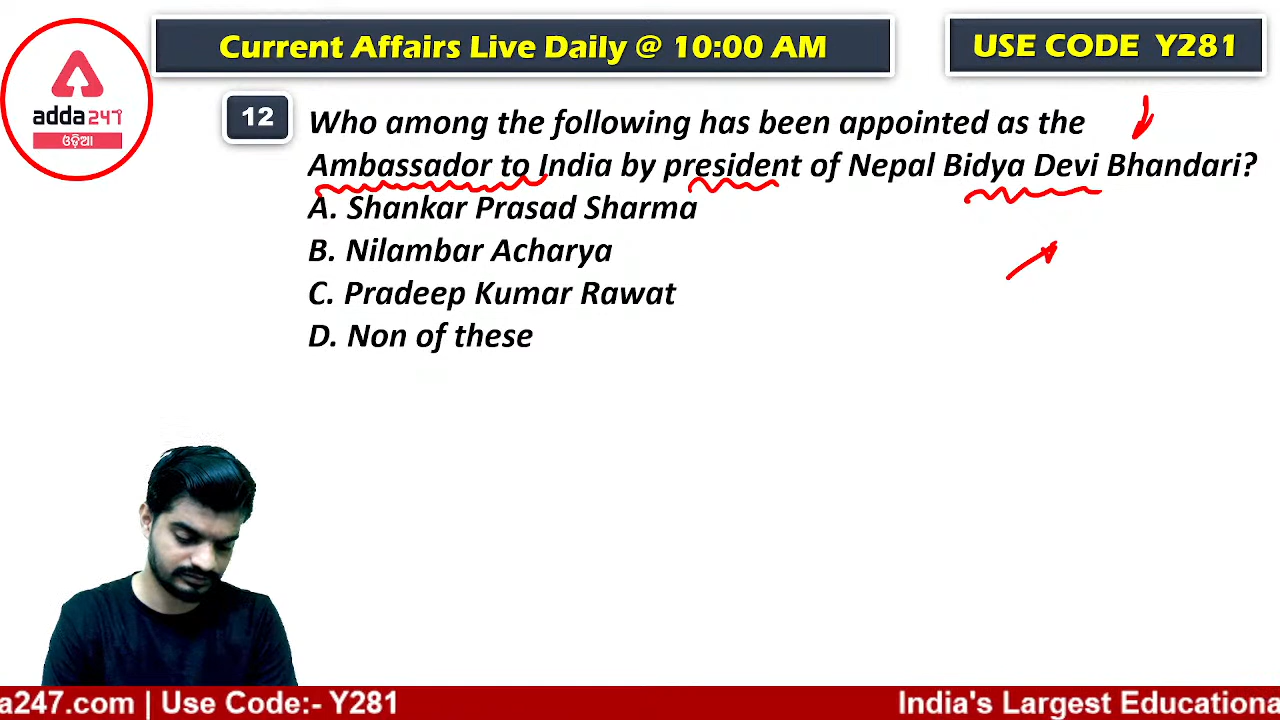 Current Affairs Live Daily @ 10:00 AM
USE CODE Y281
adda247
ଓଡ଼ିଆ
12
Who among the following has been appointed as the
Ambassador to India by president of Nepal Bidya Devi Bhandari?
A. Shankar Prasad Sharma
B. Nilambar Acharya
C. Pradeep Kumar Rawat
D. Non of these
a247.com | Use Code:- Y281
India's Largest Educationa